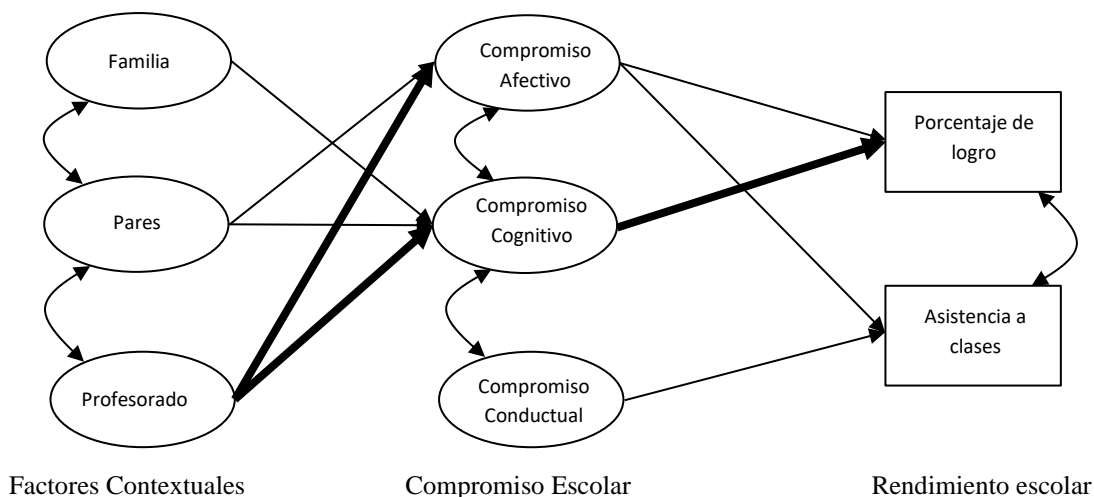 Familia
Pares
Profesorado
Compromiso
Afectivo
Compromiso
Cognitivo
Compromiso
Conductual
Porcentaje de
logro
Asistencia a
clases
Factores Contextuales
Compromiso Escolar
Rendimiento escolar